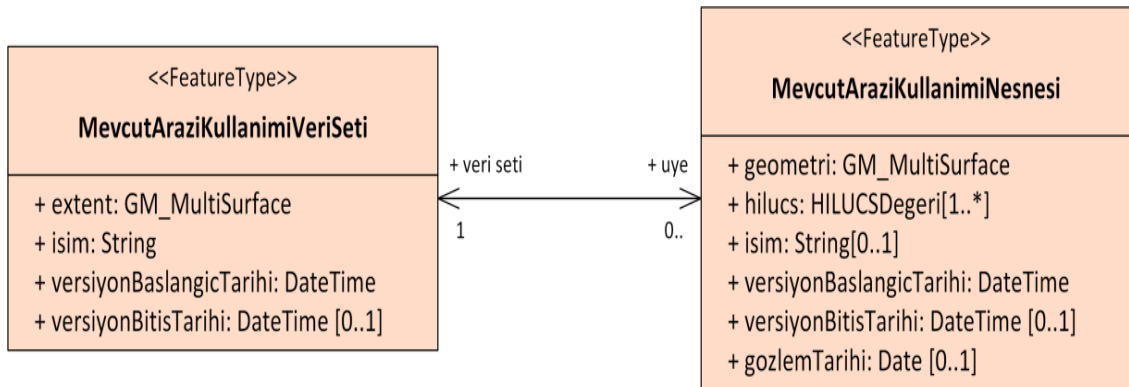 <<FeatureType>>
MevcutAraziKullanimiVeriSeti
+ extent: GM_MultiSurface
+ isim: String
+ versiyonBaslangicTarihi: DateTime
+ versiyonBitisTarihi: DateTime [0..1]
+ veri seti
1
+ uye
0..
<<FeatureType>>
MevcutAraziKullanimiNesnesi
+ geometri: GM_MultiSurface
+ hilucs: HILUCSDegeri[1..*]
+ isim: String[0..1]
+ versiyonBaslangicTarihi: DateTime
+ versiyonBitisTarihi: DateTime [0..1]
+ gozlemTarihi: Date [0..1]